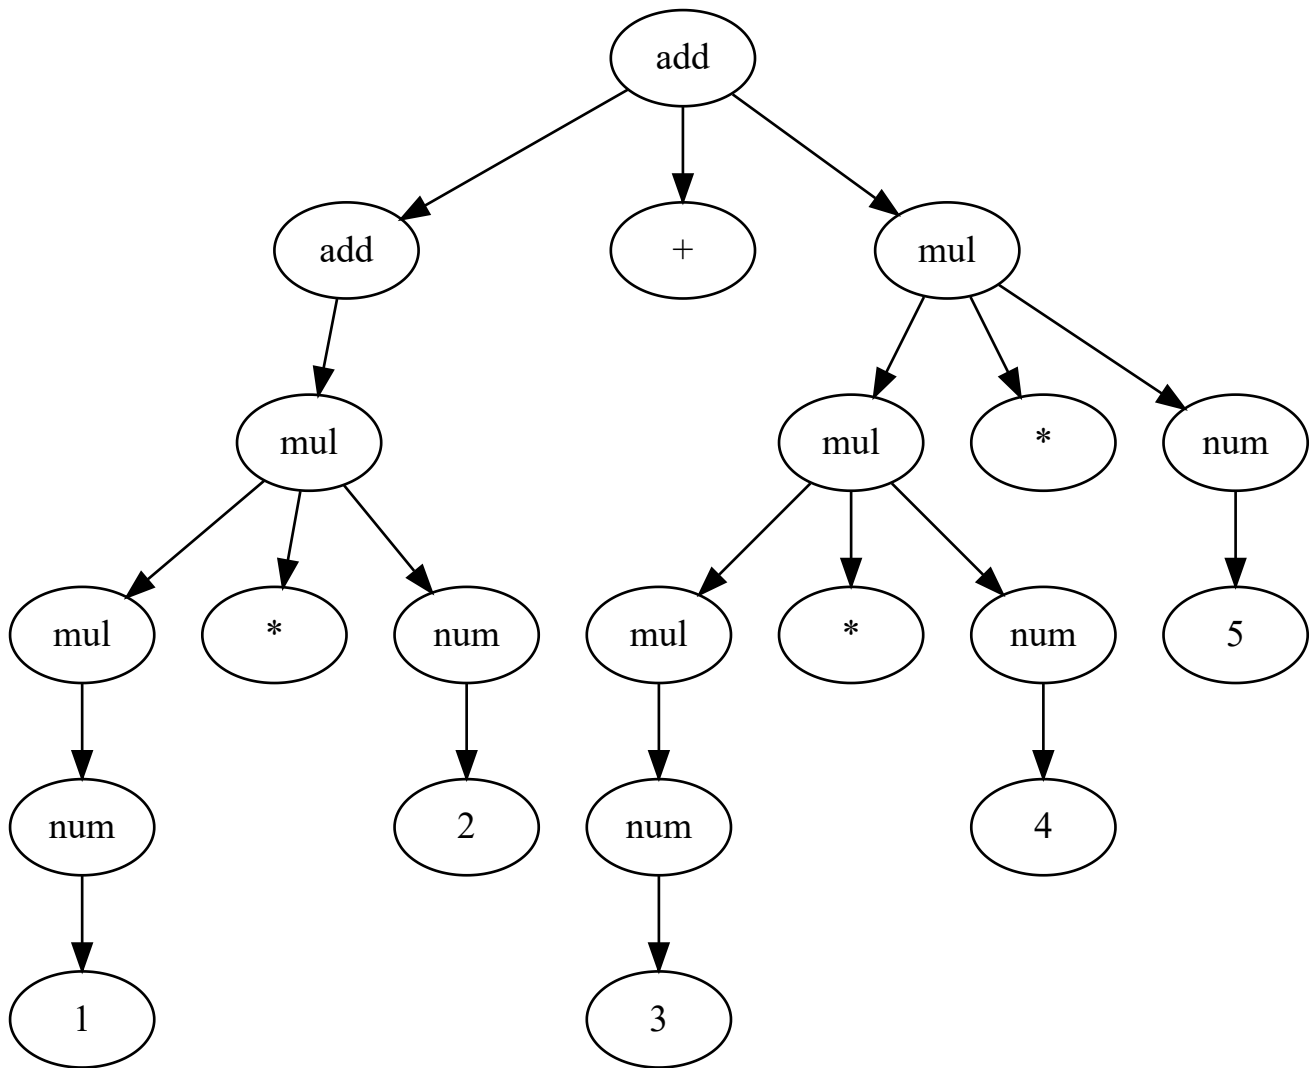 add
add + mul
mul mul * num
mul * num mul * num 5
num 2 num 4
1 3